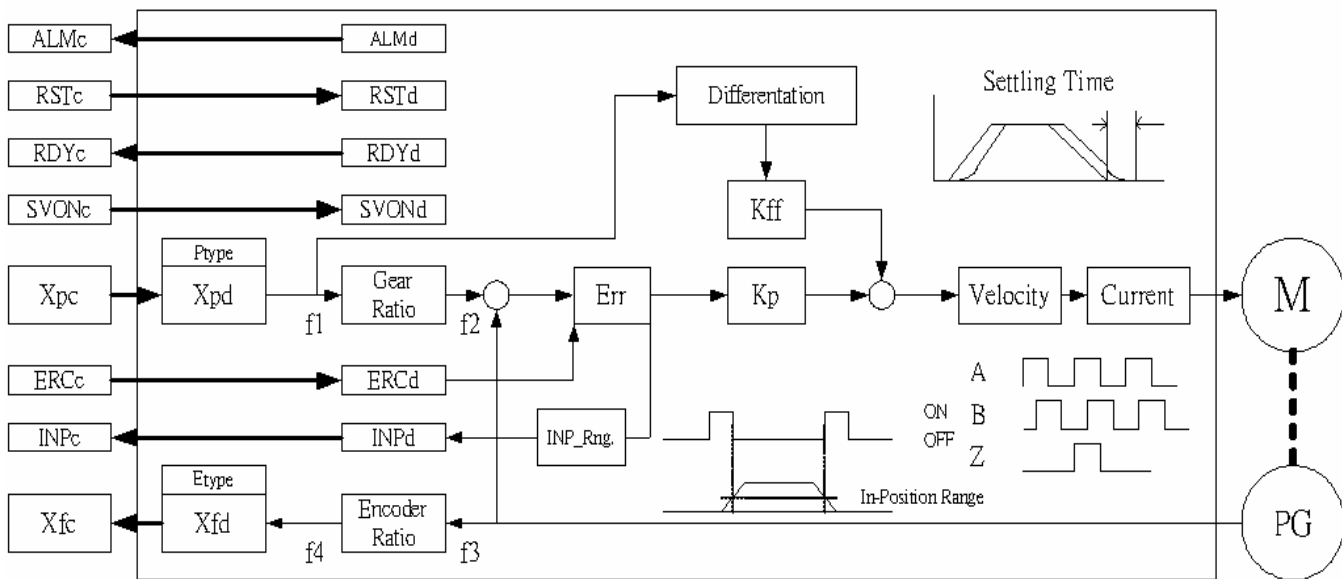 ALMc
ALMd
RSTc
RSTd
Differentation
Settling Time
RDYc
RDYd
SVONc
SVONd
Kff
Ptype
Xpc
Xpd
Gear
Ratio
Err
Kp
Velocity
Current
M
f1
f2
ERCc
ERCd
A
INPc
INPd
INP_Rng.
ON
OFF
B
Z
Etype
In-Position Range
Xfc
Xfd
Encoder
Ratio
PG
f4
f3